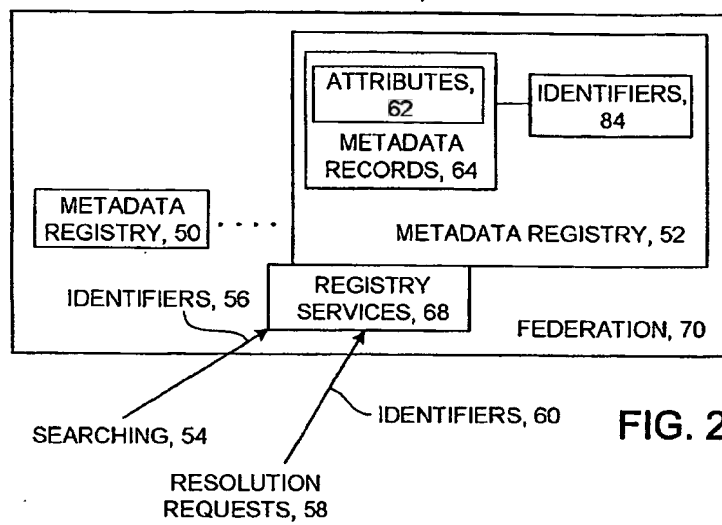 ATTRIBUTES,
62
IDENTIFIERS,
84
METADATA
RECORDS, 64
METADATA
REGISTRY, 50
. . . .
METADATA REGISTRY, 52
IDENTIFIERS, 56
REGISTRY
SERVICES, 68
FEDERATION, 70
SEARCHING, 54
IDENTIFIERS, 60
FIG. 2
RESOLUTION
REQUESTS, 58